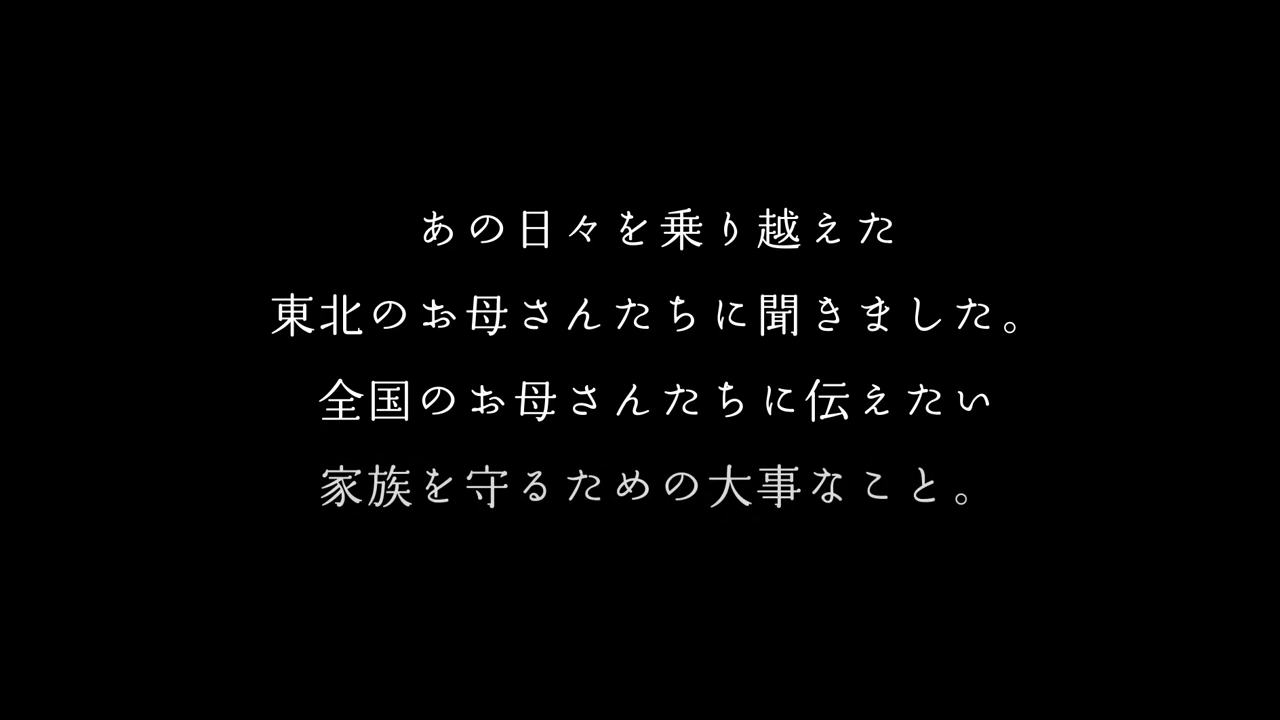 あの日々を乗り越えた
東北のお母さんたちに聞きました。
全国のお母さんたちに伝えたい
家族を守るための大事なこと。